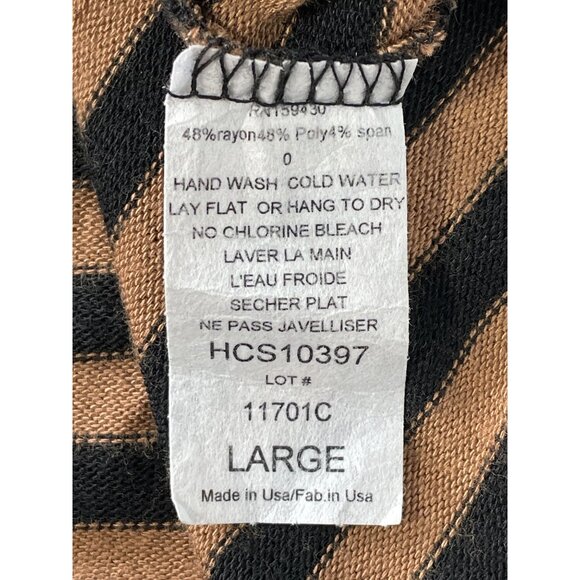 RN159430
48%rayon48% Poly4% span
0
HAND WASH COLD WATER
LAY FLAT OR HANG TO DRY
NO CHLORINE BLEACH
LAVER LA MAIN
L'EAU FROIDE
SECHER PLAT
NE PASS JAVELLISER
HCS10397
LOT #
11701C
LARGE
Made in Usa/Fab.in Usa